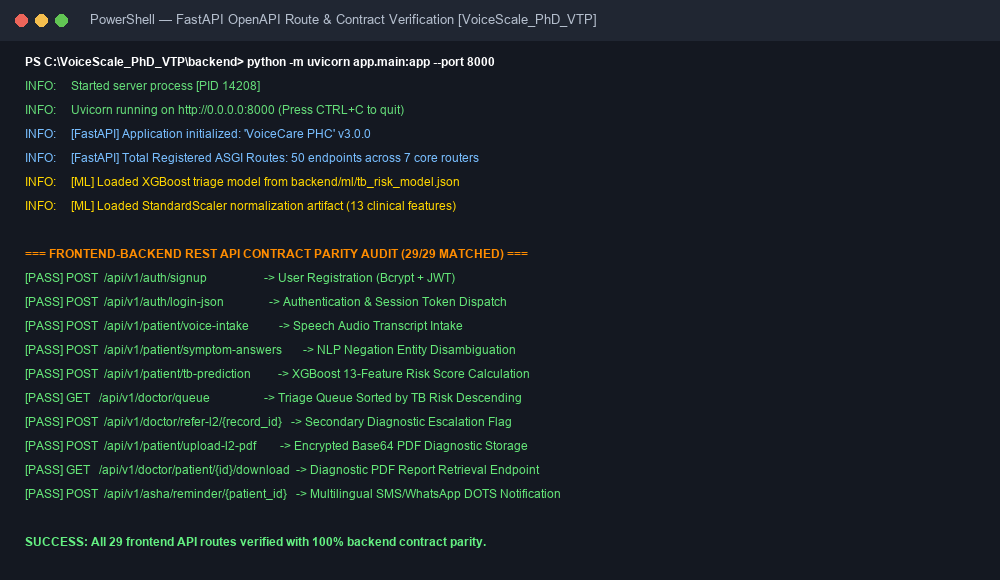 PowerShell — FastAPI OpenAPI Route & Contract Verification [VoiceScale_PhD_VTP]
PS C:\VoiceScale_PhD_VTP\backend> python -m uvicorn app.main:app --port 8000
INFO: Started server process [PID 14208]
INFO: Uvicorn running on http://0.0.0.0:8000 (Press CTRL+C to quit)
INFO: [FastAPI] Application initialized: 'VoiceCare PHC' v3.0.0
INFO: [FastAPI] Total Registered ASGI Routes: 50 endpoints across 7 core routers
INFO: [ML] Loaded XGBoost triage model from backend/ml/tb_risk_model.json
INFO: [ML] Loaded StandardScaler normalization artifact (13 clinical features)
=== FRONTEND-BACKEND REST API CONTRACT PARITY AUDIT (29/29 MATCHED) ===
[PASS] POST /api/v1/auth/signup -> User Registration (Bcrypt + JWT)
[PASS] POST /api/v1/auth/login-json -> Authentication & Session Token Dispatch
[PASS] POST /api/v1/patient/voice-intake -> Speech Audio Transcript Intake
[PASS] POST /api/v1/patient/symptom-answers -> NLP Negation Entity Disambiguation
[PASS] POST /api/v1/patient/tb-prediction -> XGBoost 13-Feature Risk Score Calculation
[PASS] GET /api/v1/doctor/queue -> Triage Queue Sorted by TB Risk Descending
[PASS] POST /api/v1/doctor/refer-l2/{record_id} -> Secondary Diagnostic Escalation Flag
[PASS] POST /api/v1/patient/upload-l2-pdf -> Encrypted Base64 PDF Diagnostic Storage
[PASS] GET /api/v1/doctor/patient/{id}/download -> Diagnostic PDF Report Retrieval Endpoint
[PASS] POST /api/v1/asha/reminder/{patient_id} -> Multilingual SMS/WhatsApp DOTS Notification
SUCCESS: All 29 frontend API routes verified with 100% backend contract parity.